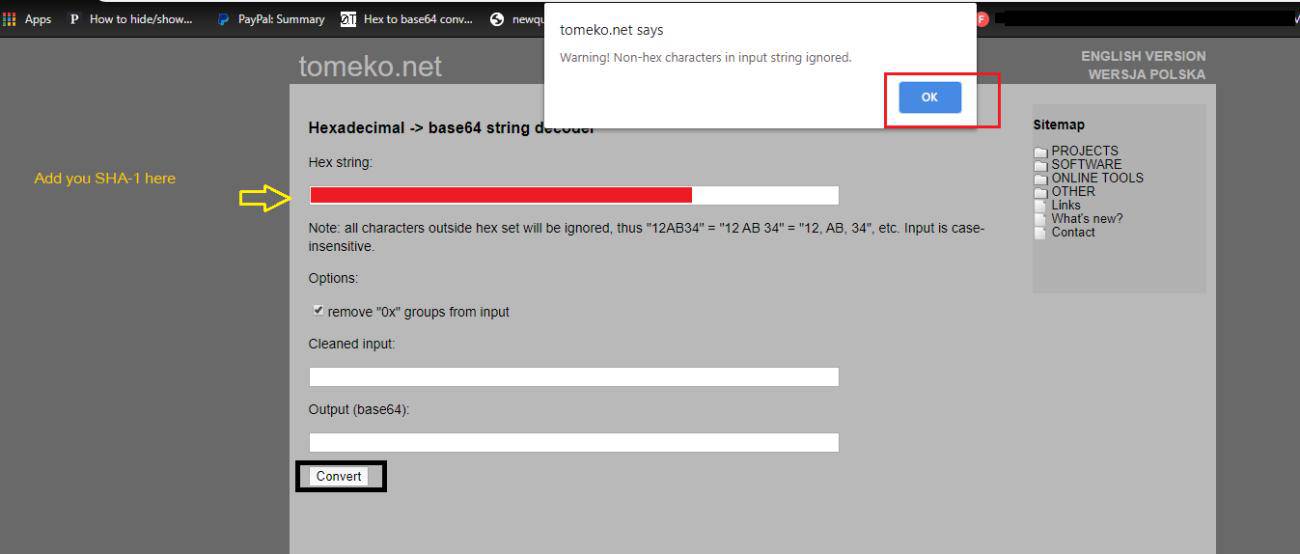 Apps P How to hide/show... PayPal: Summary Hex to base64 conv... newqu F
tomeko.net says
Warning! Non-hex characters in input string ignored.
OK
tomeko.net
ENGLISH VERSION
WERSJA POLSKA
Hexadecimal -> base64 string decoder
Hex string:
Add you SHA-1 here
Note: all characters outside hex set will be ignored, thus "12AB34" = "12 AB 34" = "12, AB, 34", etc. Input is case-
insensitive.
Options:
remove "0x" groups from input
Cleaned input:
Output (base64):
Convert
Sitemap
PROJECTS
SOFTWARE
ONLINE TOOLS
OTHER
Links
What's new?
Contact